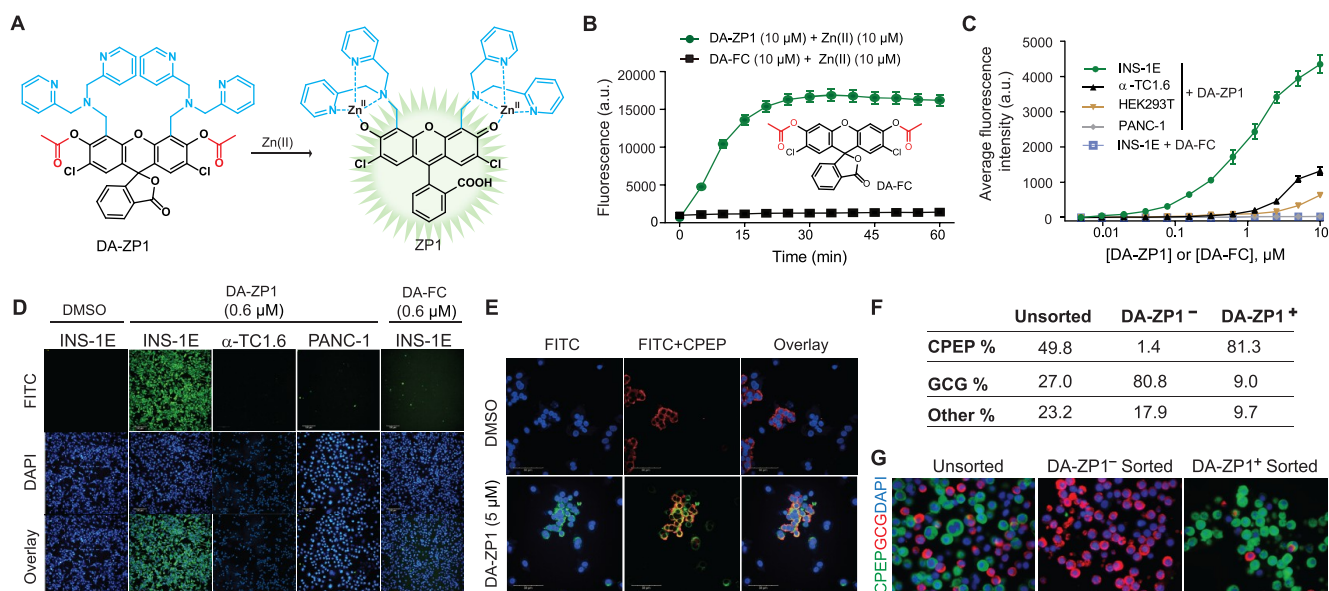 A
N
N
N
N
N
N
O
O
O
O
O
Cl
Cl
O
O
DA-ZP1
Zn(II)
N
N
N
N
N
N
Zn
II
Zn
II
O
O
O
Cl
Cl
COOH
ZP1
B
DA-ZP1 (10 µM) + Zn(II) (10 µM)
DA-FC (10 µM) + Zn(II) (10 µM)
Fluorescence (a.u.)
20000
15000
10000
5000
0
0 15 30 45 60
Time (min)
O
O
O
O
O
Cl
Cl
O
O
DA-FC
C
Average fluorescence
intensity (a.u.)
5000
4000
3000
2000
1000
0
INS-1E
α-TC1.6
HEK293T
PANC-1
+ DA-ZP1
INS-1E + DA-FC
0.01 0.1 1 10
[DA-ZP1] or [DA-FC], µM
D
DMSO
DA-ZP1
(0.6 µM)
DA-FC
(0.6 µM)
INS-1E INS-1E α-TC1.6 PANC-1 INS-1E
FITC
DAPI
Overlay
E
FITC FITC+CPEP Overlay
DMSO
DA-ZP1 (5 µM)
F
Unsorted DA-ZP1⁻ DA-ZP1⁺
CPEP % 49.8 1.4 81.3
GCG % 27.0 80.8 9.0
Other % 23.2 17.9 9.7
G
Unsorted DA-ZP1⁻ Sorted DA-ZP1⁺ Sorted
CPEPGCGDAPI